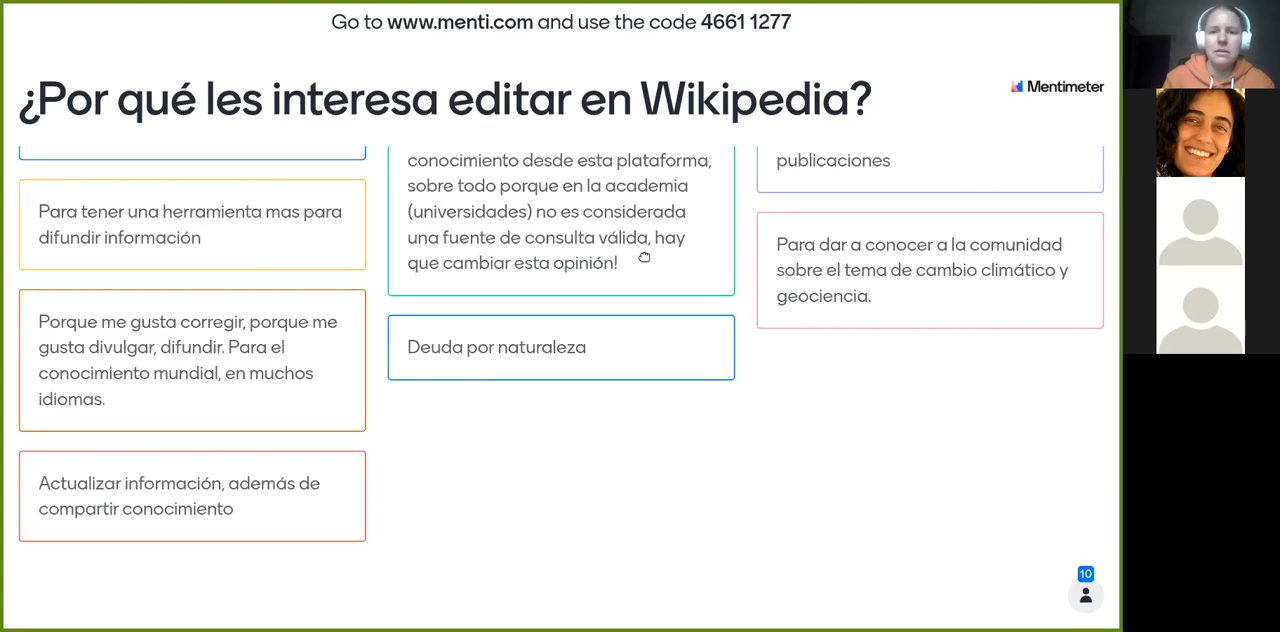 Go to www.menti.com and use the code 4661 1277
¿Por qué les interesa editar en Wikipedia?
Mentimeter
Para tener una herramienta mas para
difundir información
Porque me gusta corregir, porque me
gusta divulgar, difundir. Para el
conocimiento mundial, en muchos
idiomas.
Actualizar información, además de
compartir conocimiento
conocimiento desde esta plataforma,
sobre todo porque en la academia
(universidades) no es considerada
una fuente de consulta válida, hay
que cambiar esta opinión!
Deuda por naturaleza
publicaciones
Para dar a conocer a la comunidad
sobre el tema de cambio climático y
geociencia.
10